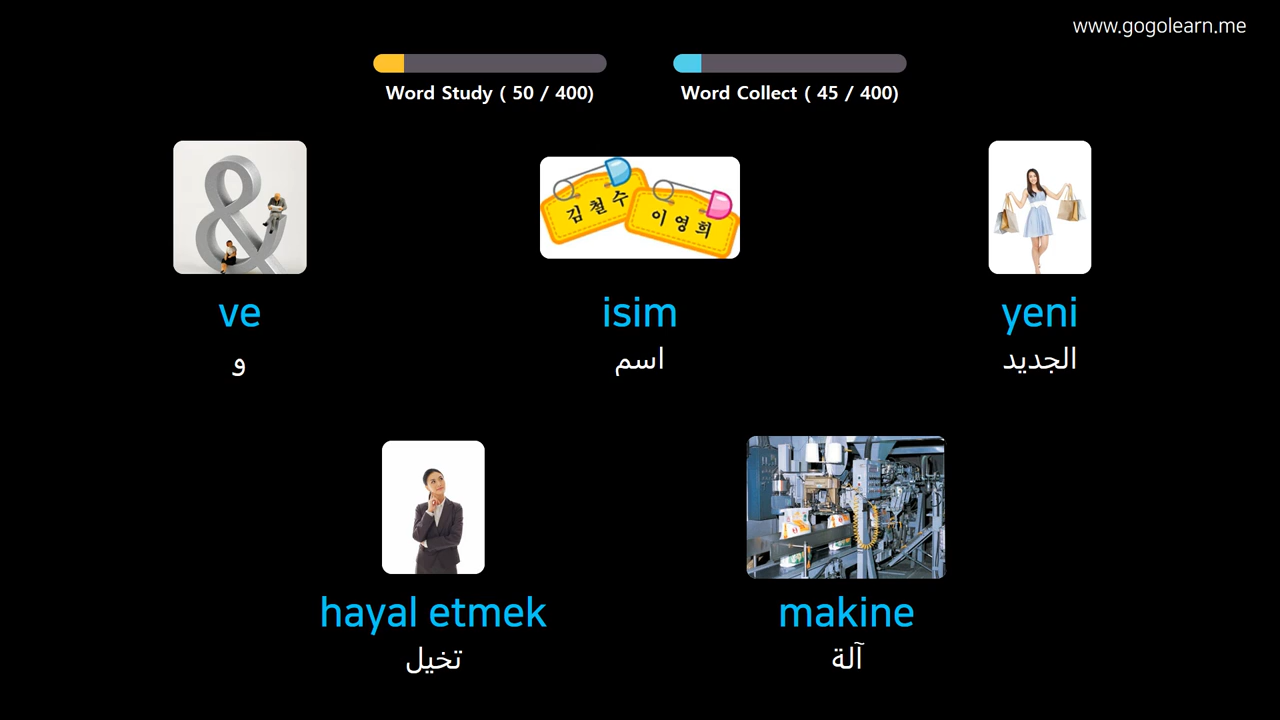 www.gogolearn.me
Word Study ( 50 / 400)
Word Collect ( 45 / 400)
김철수
이영희
ve
isim
yeni
و
اسم
الجديد
hayal etmek
makine
تخيل
آلة